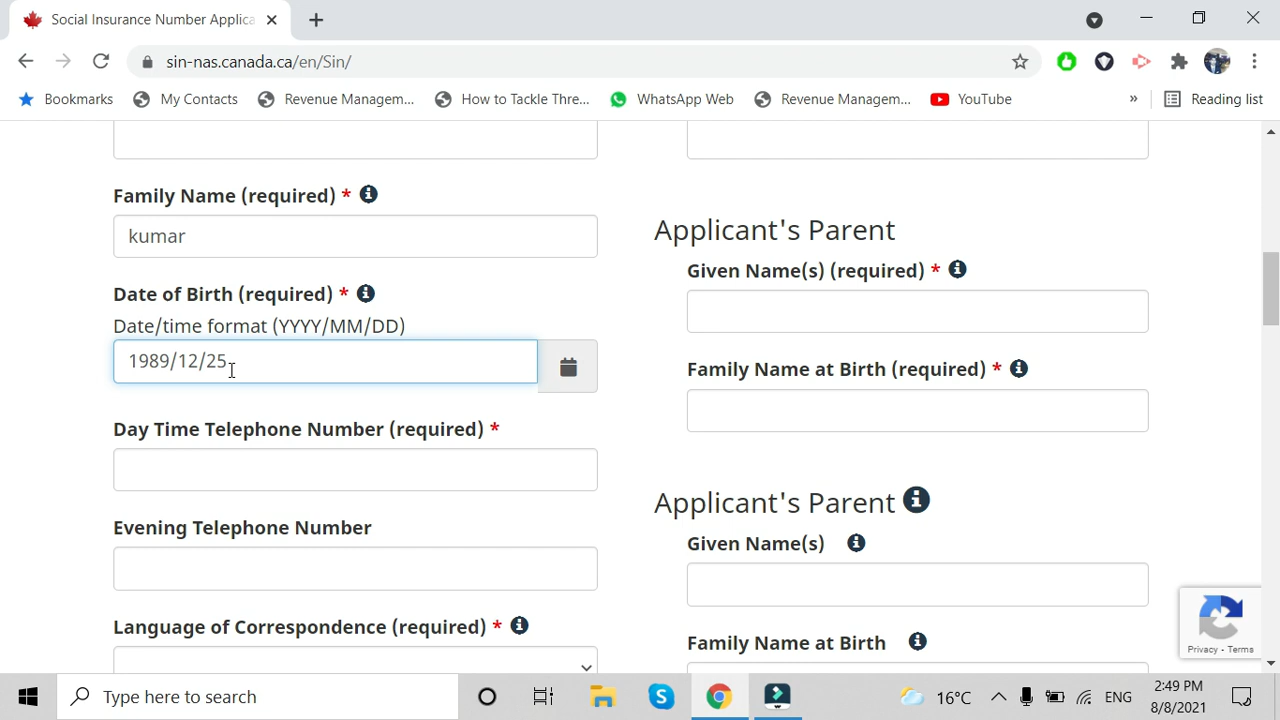 Social Insurance Number Applica
sin-nas.canada.ca/en/Sin/
Bookmarks My Contacts Revenue Managem... How to Tackle Thre... WhatsApp Web Revenue Managem... YouTube » Reading list
Family Name (required) *
kumar
Date of Birth (required) *
Date/time format (YYYY/MM/DD)
1989/12/25
Day Time Telephone Number (required) *
Evening Telephone Number
Language of Correspondence (required) *
Applicant's Parent
Given Name(s) (required) *
Family Name at Birth (required) *
Applicant's Parent
Given Name(s)
Family Name at Birth
Privacy - Terms
Type here to search
16°C ENG 2:49 PM
8/8/2021